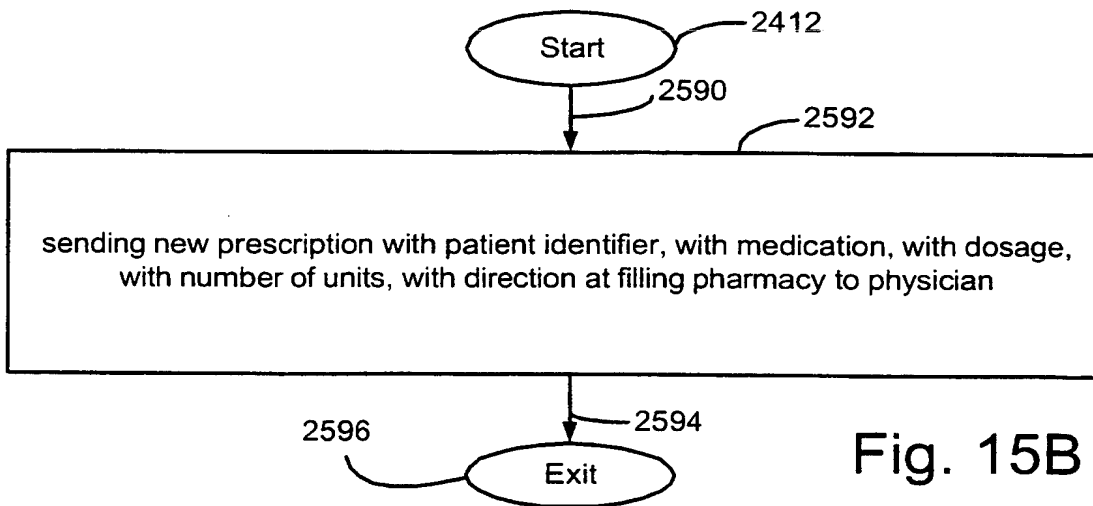 Start
2412
2590
2592
sending new prescription with patient identifier, with medication, with dosage,
with number of units, with direction at filling pharmacy to physician
2594
2596
Exit
Fig. 15B